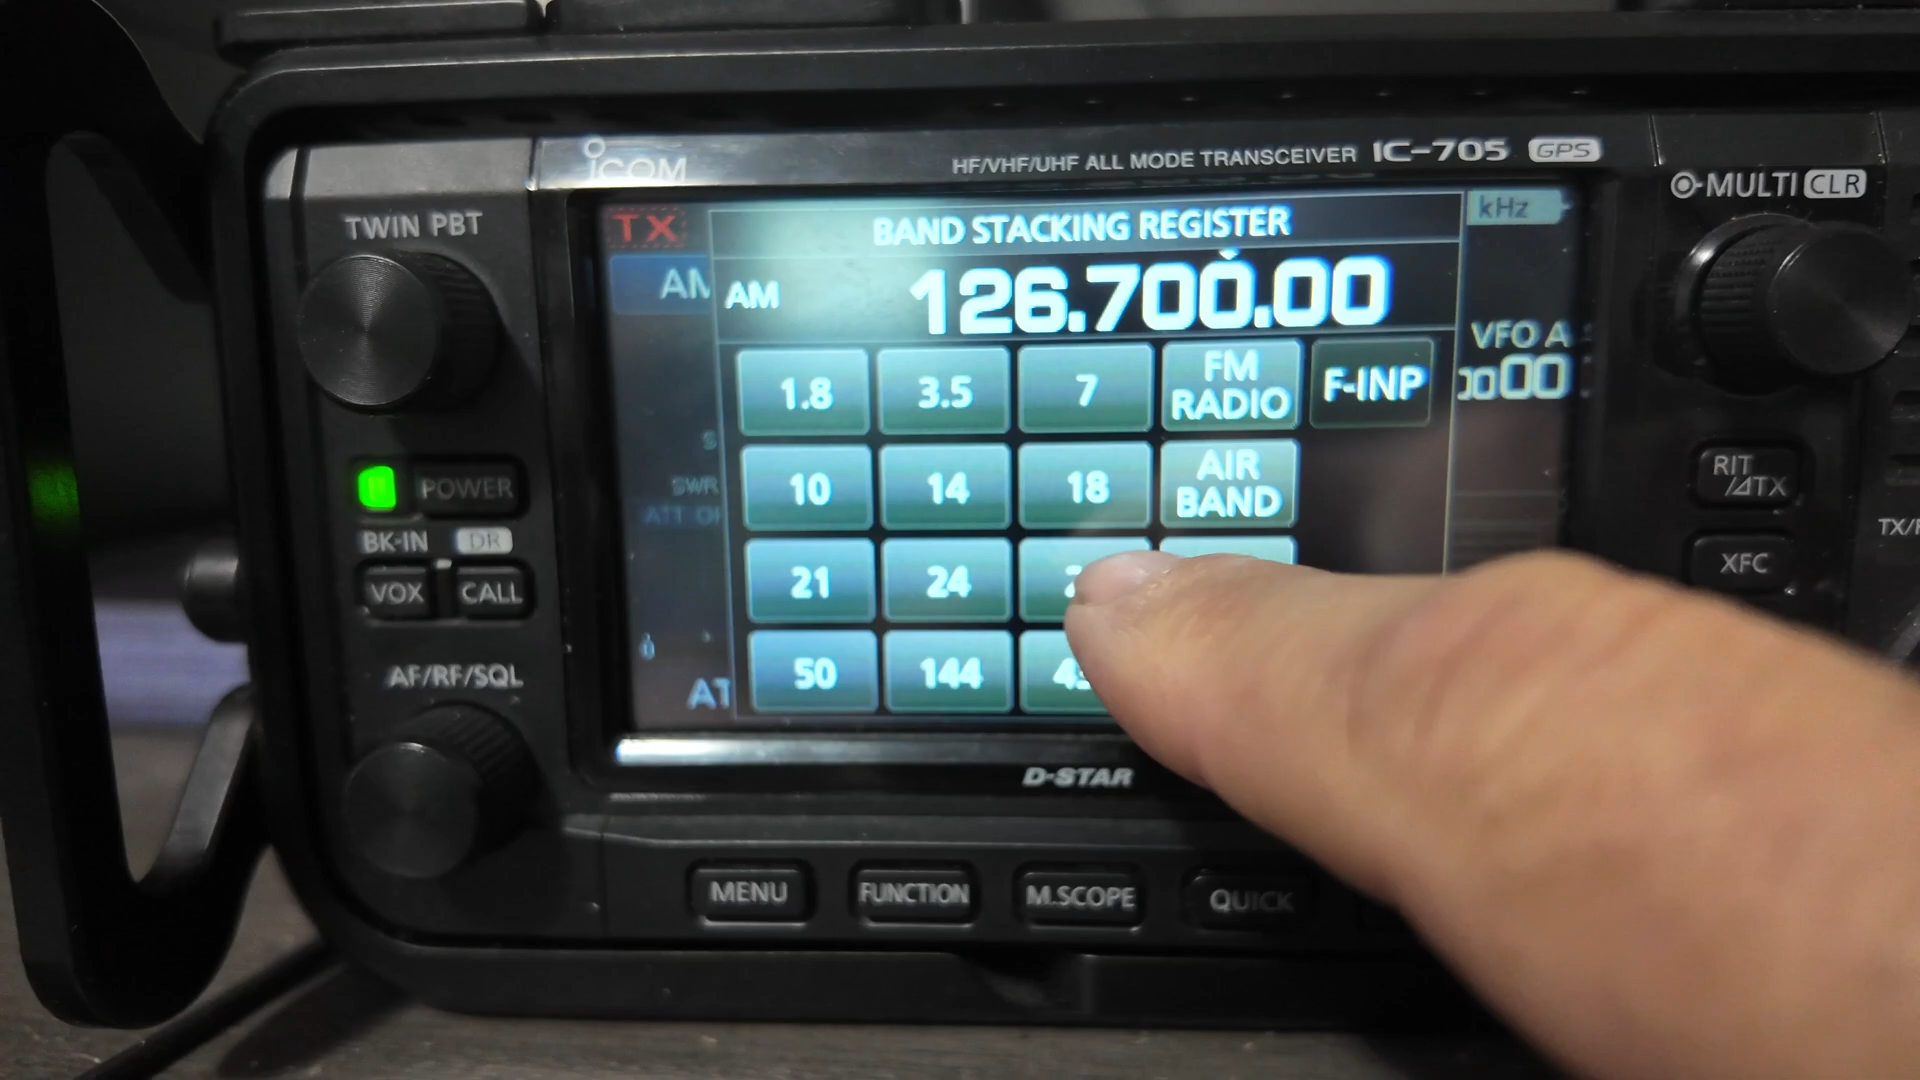 iCOM
HF/VHF/UHF ALL MODE TRANSCEIVER IC-705 GPS
MULTI CLR
TWIN PBT
TX
BAND STACKING REGISTER
kHz
AM
AM 126.700.00
VFO A
00
1.8 3.5 7 FM RADIO F-INP
10 14 18 AIR BAND
21 24
50 144
SWR
ATT
AT
POWER
BK-IN DR
VOX CALL
AF/RF/SQL
RIT
/⊿TX
XFC
D-STAR
MENU FUNCTION M.SCOPE QUICK